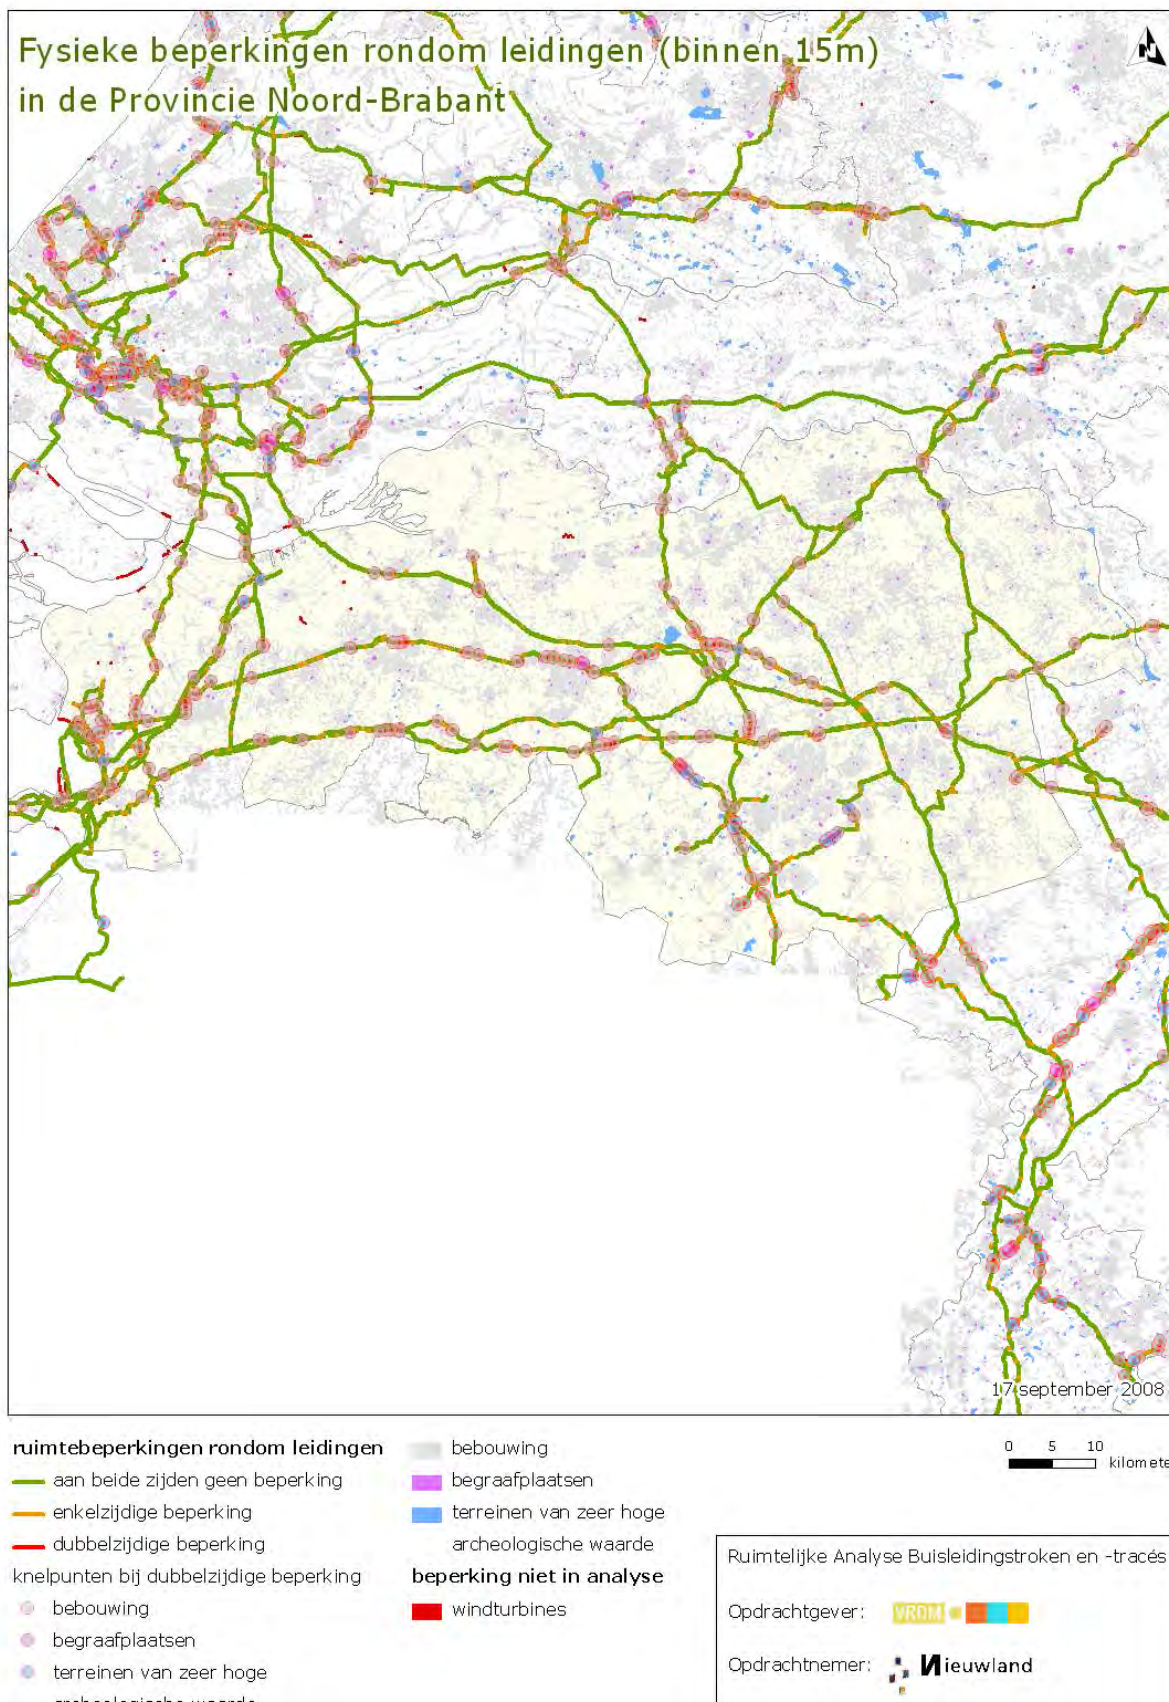 Fysieke beperkingen rondom leidingen (binnen 15m)
in de Provincie Noord-Brabant
N
17 september 2008
ruimtebeperkingen rondom leidingen
aan beide zijden geen beperking
enkelzijdige beperking
dubbelzijdige beperking
knelpunten bij dubbelzijdige beperking
bebouwing
begraafplaatsen
terreinen van zeer hoge
archeologische waarde
bebouwing
begraafplaatsen
terreinen van zeer hoge
archeologische waarde
beperking niet in analyse
windturbines
0 5 10
kilomete
Ruimtelijke Analyse Buisleidingstroken en -tracés
Opdrachtgever: VROM
Opdrachtnemer: Nieuwland